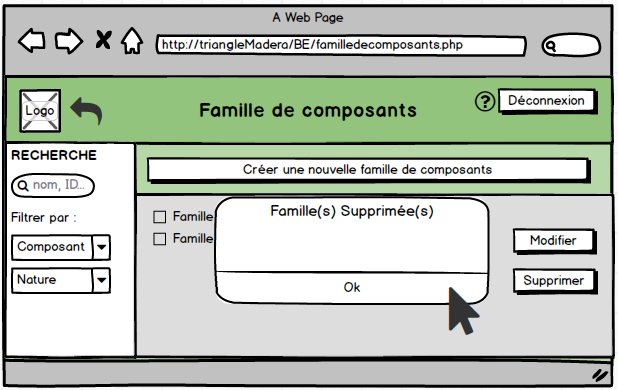 A Web Page
http://triangleMadera/BE/familledecomposants.php
Logo
Famille de composants
?
Déconnexion
RECHERCHE
nom, ID...
Filtrer par :
Composant
Nature
Créer une nouvelle famille de composants
Famille
Famille
Famille(s) Supprimée(s)
Ok
Modifier
Supprimer